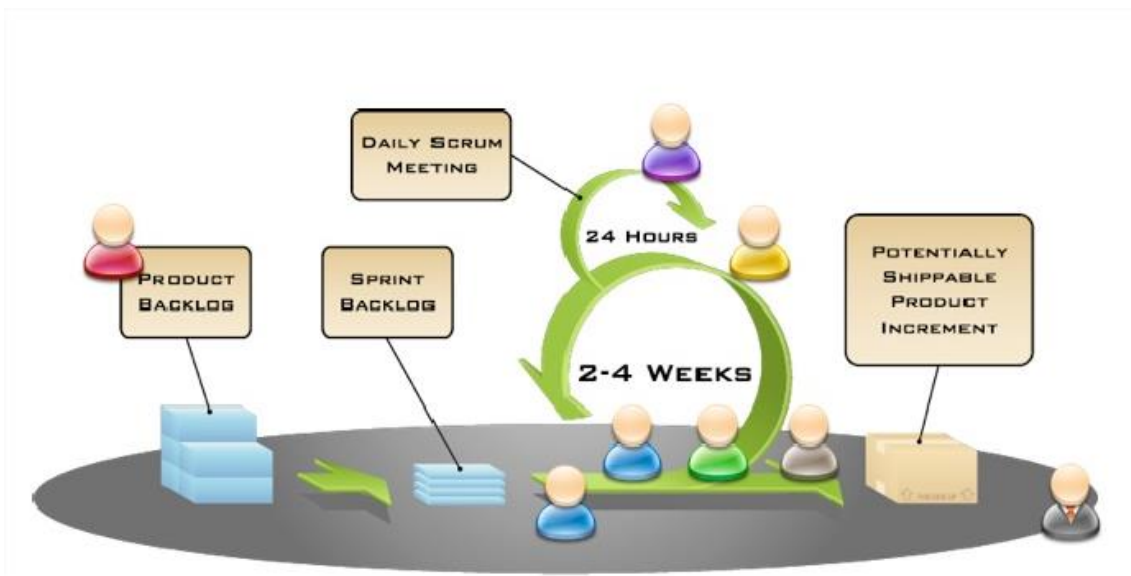 DAILY SCRUM
MEETING
24 HOURS
PRODUCT
BACKLOG
SPRINT
BACKLOG
POTENTIALLY
SHIPPABLE
PRODUCT
INCREMENT
2-4 WEEKS